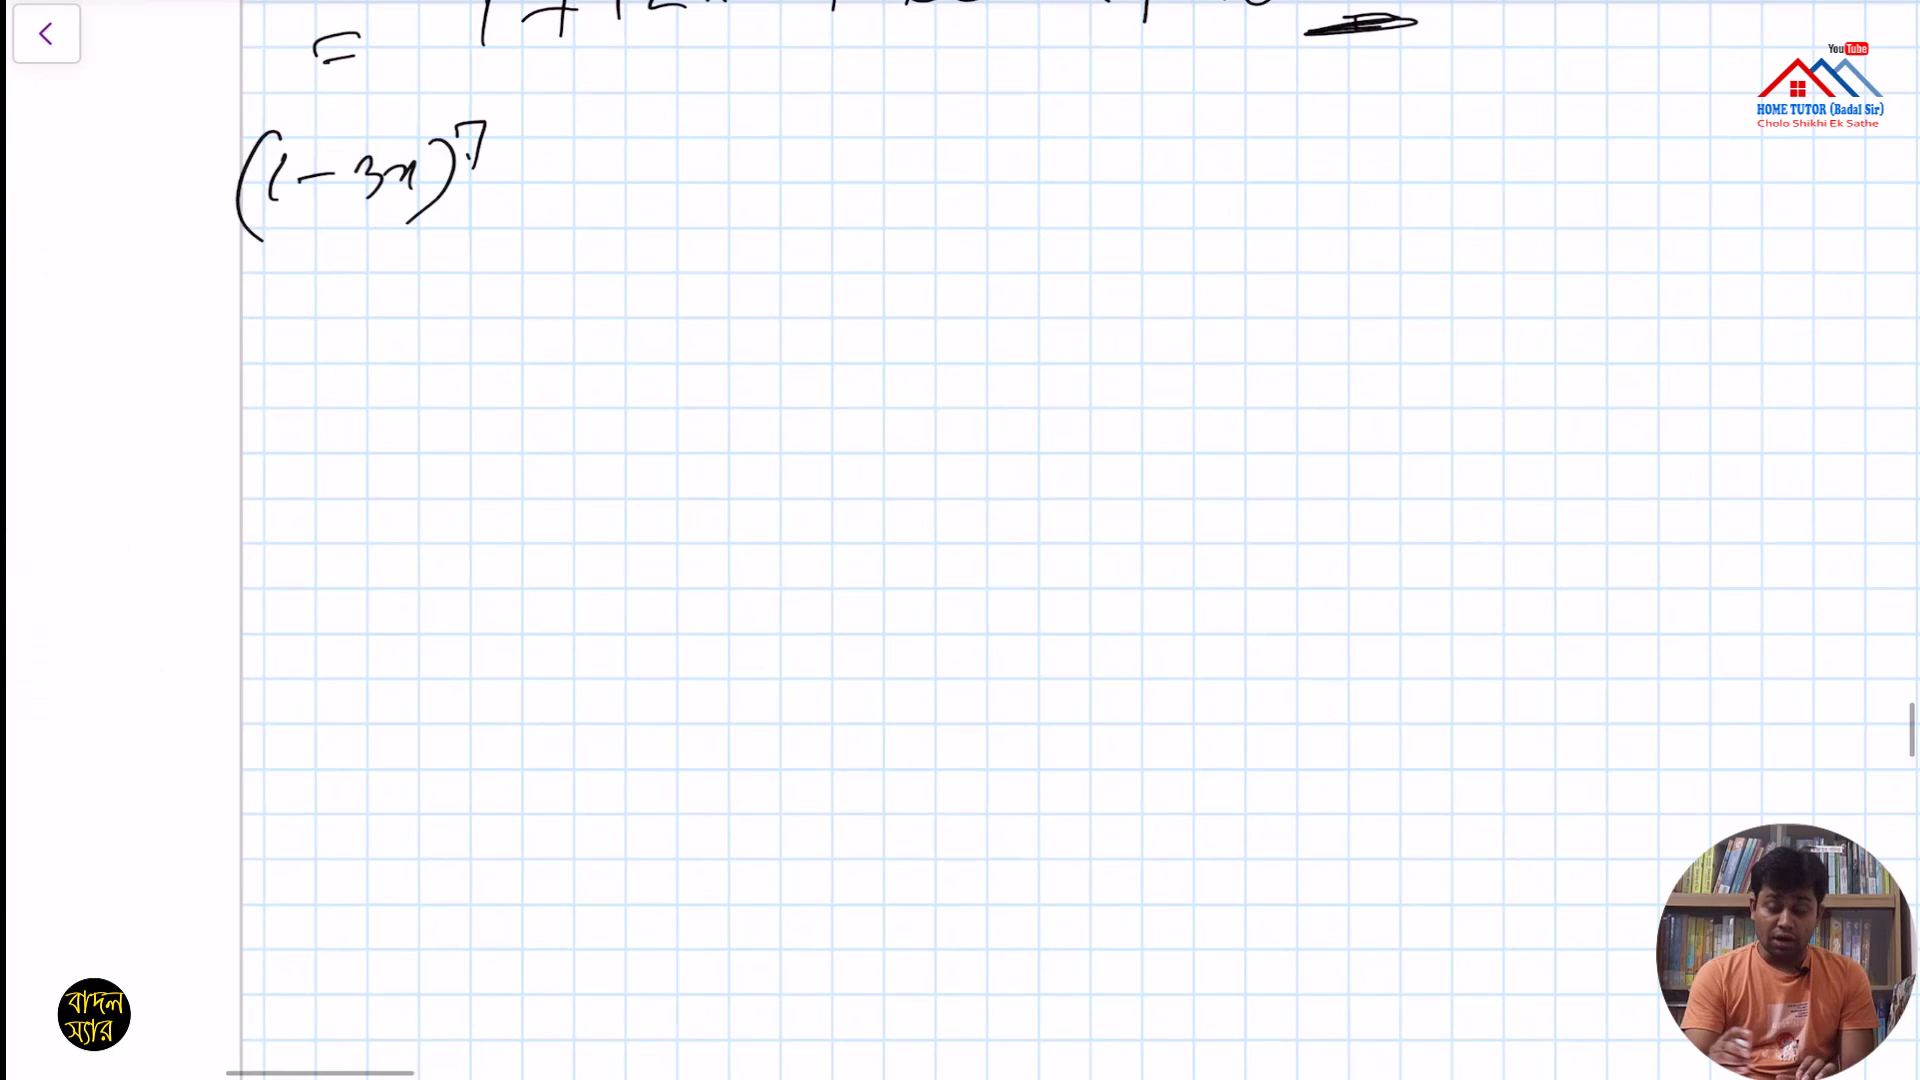 =
(1-3x)^7
YouTube
HOME TUTOR (Badal Sir)
Cholo Shikhi Ek Sathe
বাদল
স্যার